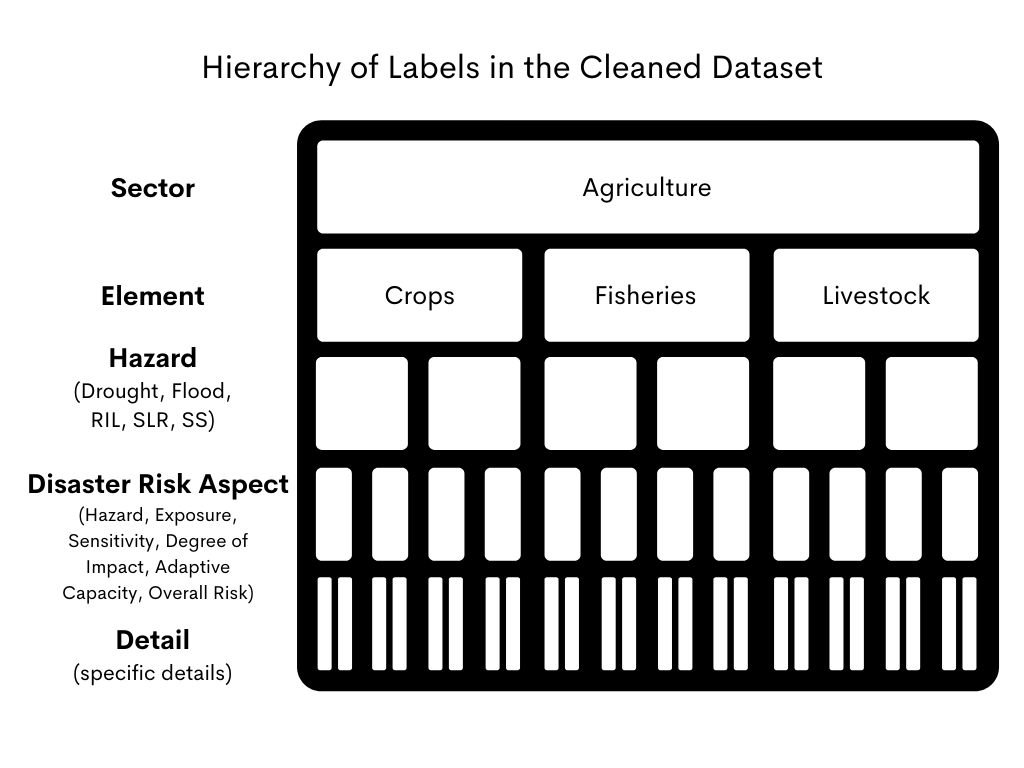 Hierarchy of Labels in the Cleaned Dataset
Sector
Agriculture
Element
Crops
Fisheries
Livestock
Hazard
(Drought, Flood,
RIL, SLR, SS)
Disaster Risk Aspect
(Hazard, Exposure,
Sensitivity, Degree of
Impact, Adaptive
Capacity, Overall Risk)
Detail
(specific details)